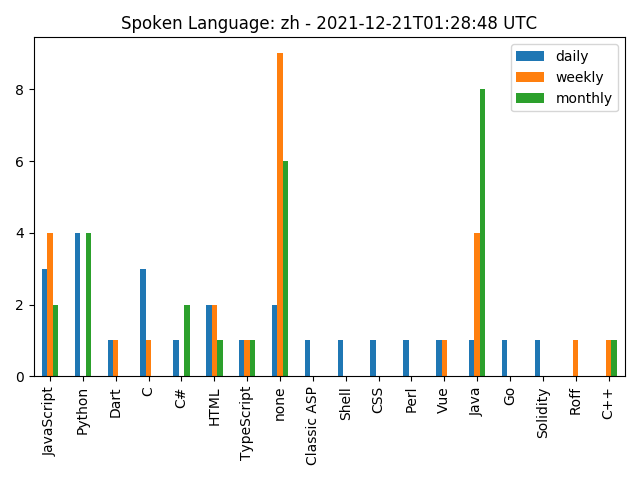 Spoken Language: zh - 2021-12-21T01:28:48 UTC
daily
weekly
monthly
8
6
4
2
0
JavaScript
Python
Dart
C
C#
HTML
TypeScript
none
Classic ASP
Shell
CSS
Perl
Vue
Java
Go
Solidity
Roff
C++